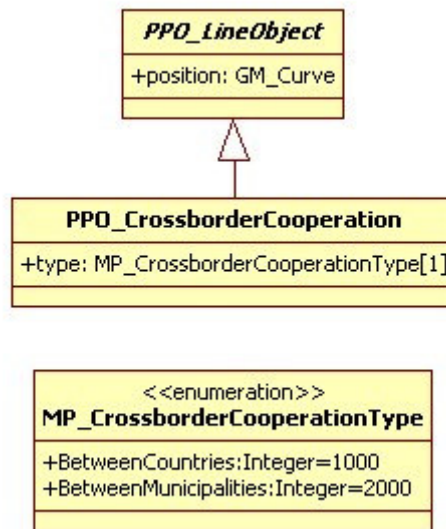 PPO_LineObject
+position: GM_Curve
PPO_CrossborderCooperation
+type: MP_CrossborderCooperationType[1]
<<enumeration>>
MP_CrossborderCooperationType
+BetweenCountries:Integer=1000
+BetweenMunicipalities:Integer=2000